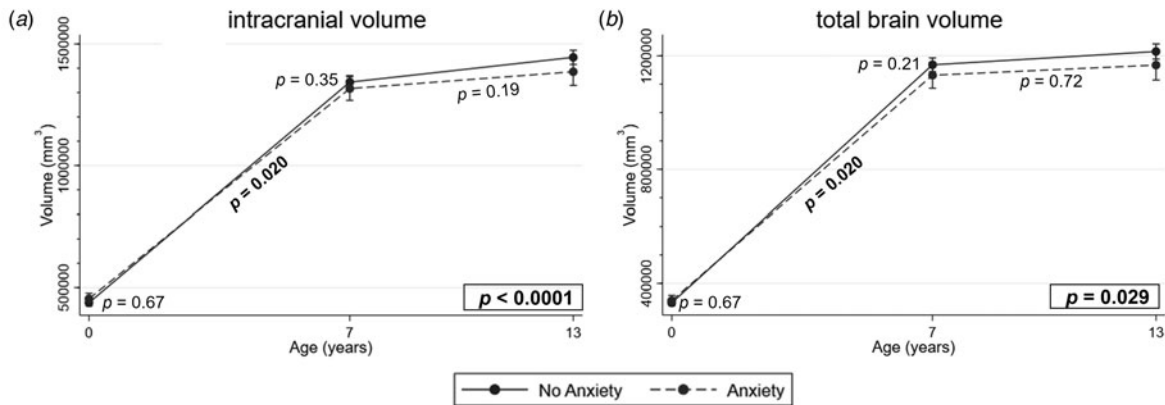 (a) intracranial volume
Volume (mm³)
1500000
1000000
500000
p = 0.35
p = 0.19
p = 0.020
p = 0.67
p < 0.0001
0 7 13
Age (years)
(b) total brain volume
Volume (mm³)
1200000
800000
400000
p = 0.21
p = 0.72
p = 0.020
p = 0.67
p = 0.029
0 7 13
Age (years)
No Anxiety Anxiety